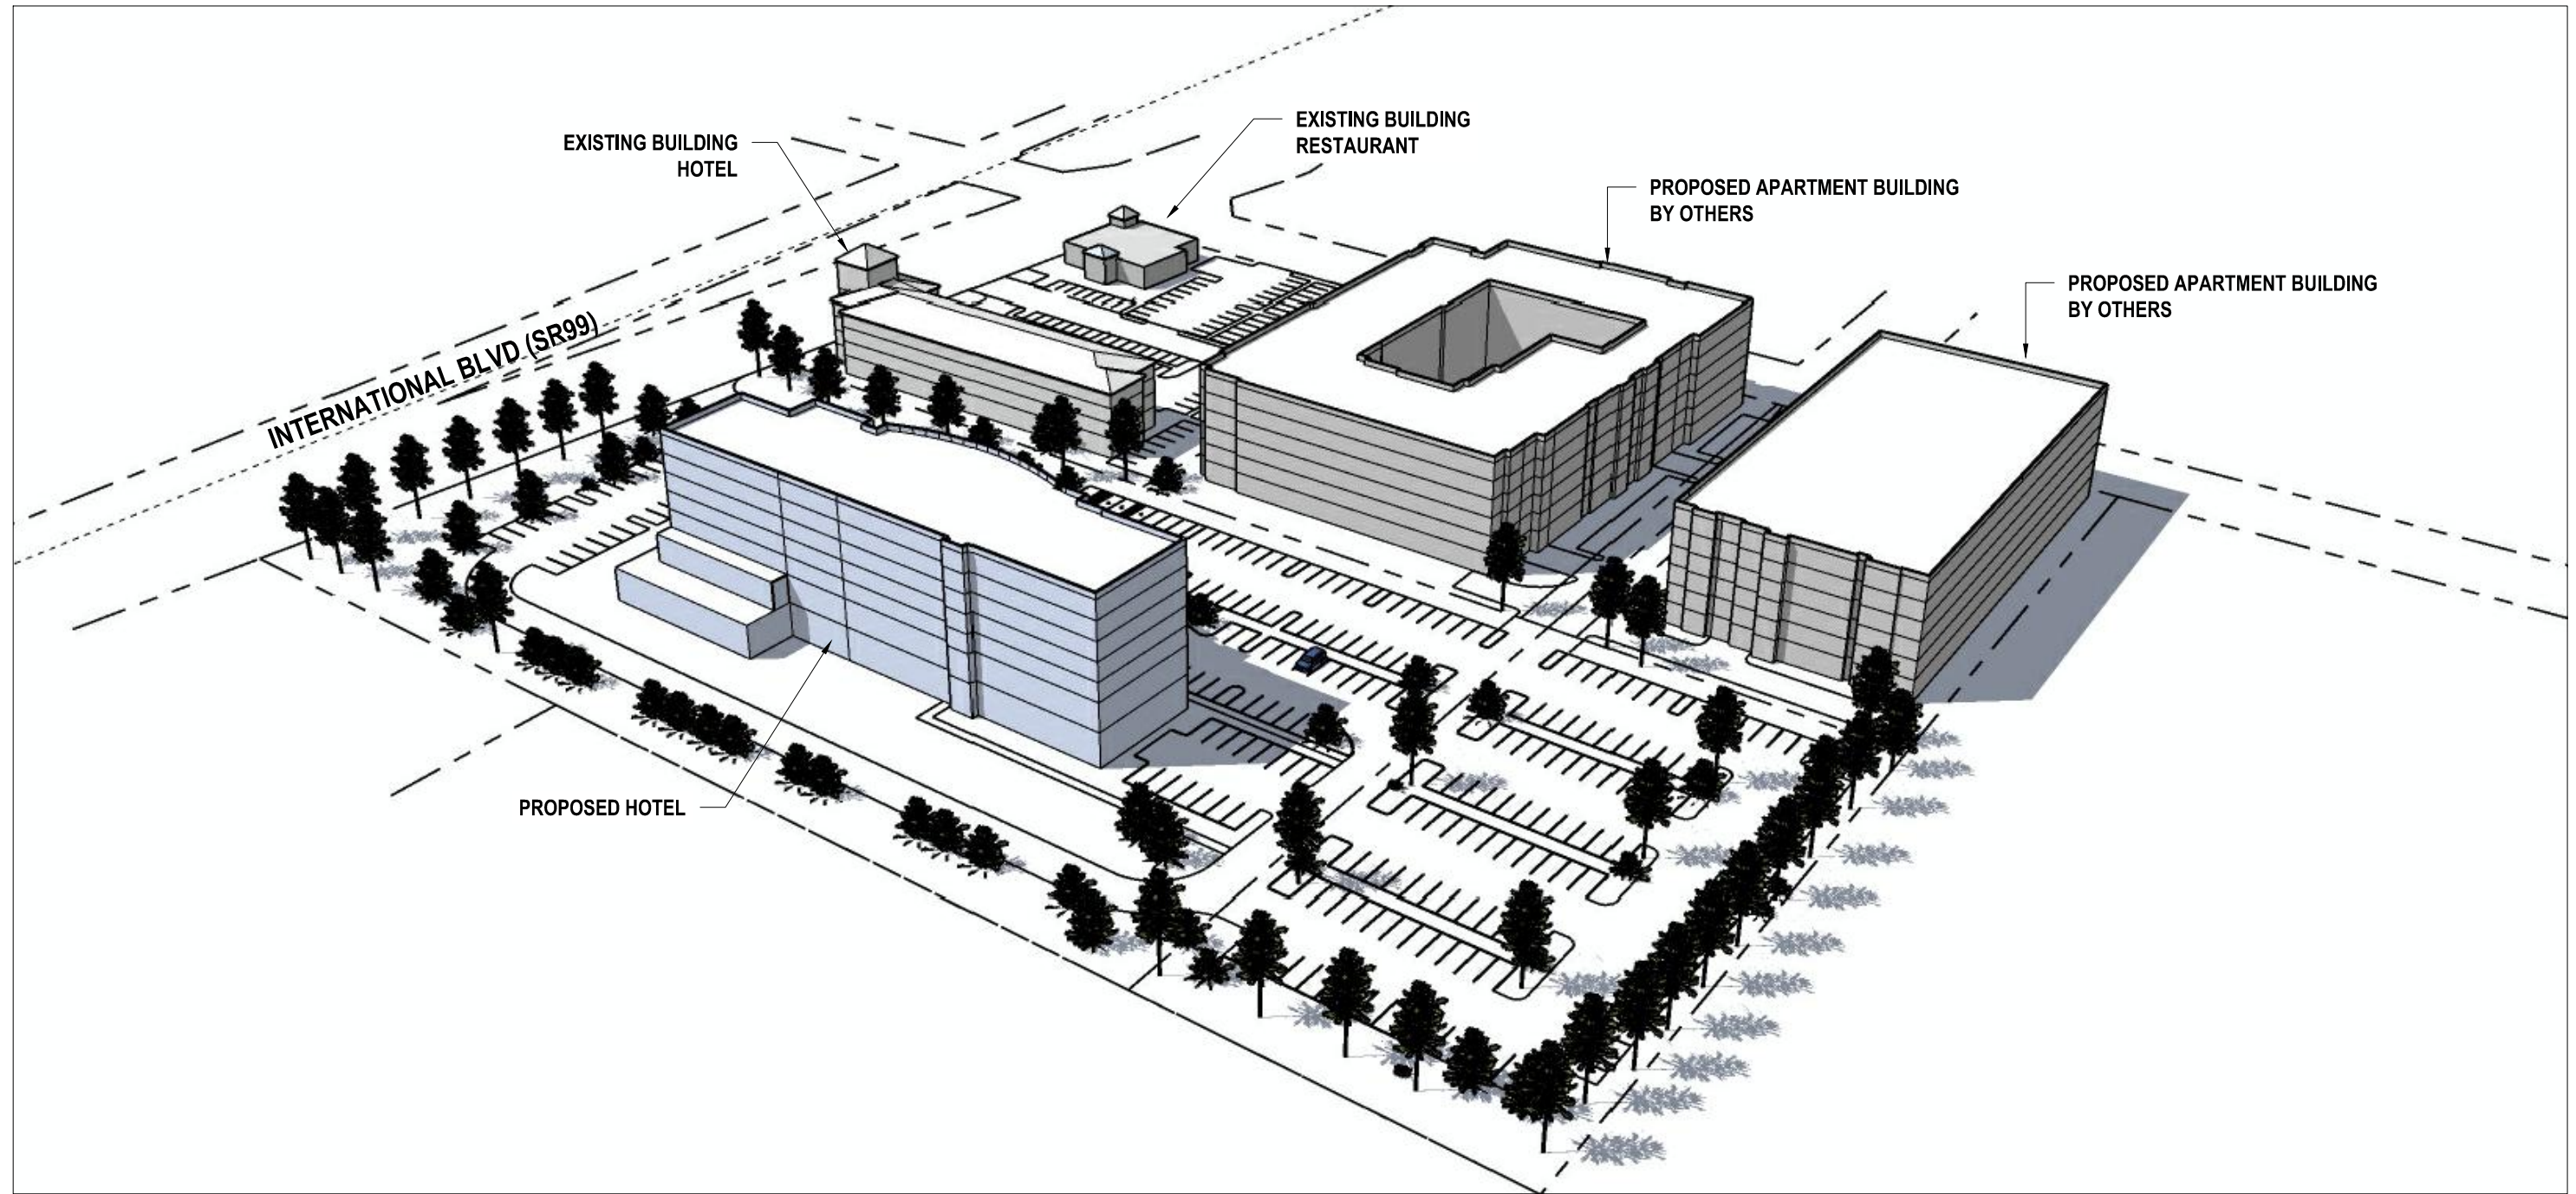 EXISTING BUILDING
HOTEL
EXISTING BUILDING
RESTAURANT
PROPOSED APARTMENT BUILDING
BY OTHERS
PROPOSED APARTMENT BUILDING
BY OTHERS
INTERNATIONAL BLVD (SR99)
PROPOSED HOTEL